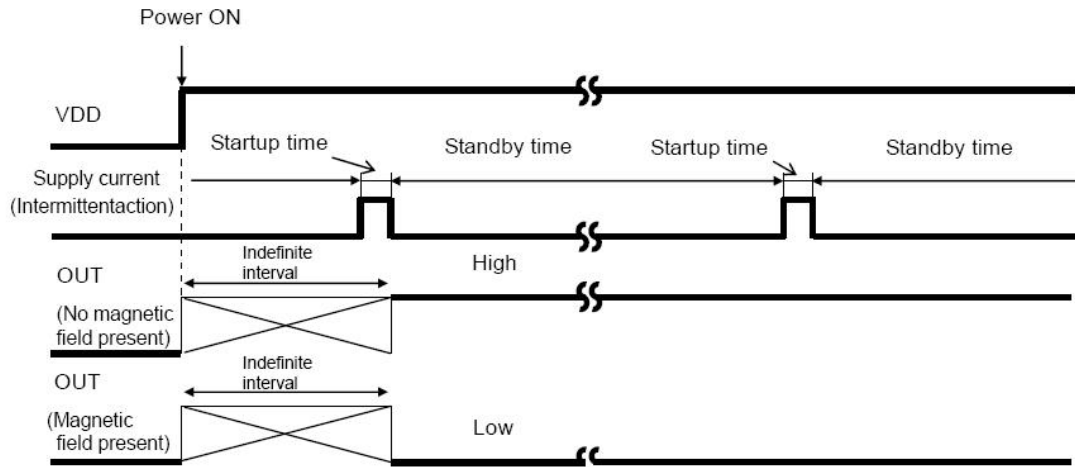 Power ON
VDD
Startup time
Standby time
Startup time
Standby time
Supply current
(Intermittentaction)
Indefinite
interval
High
OUT
(No magnetic
field present)
Indefinite
interval
OUT
(Magnetic
field present)
Low